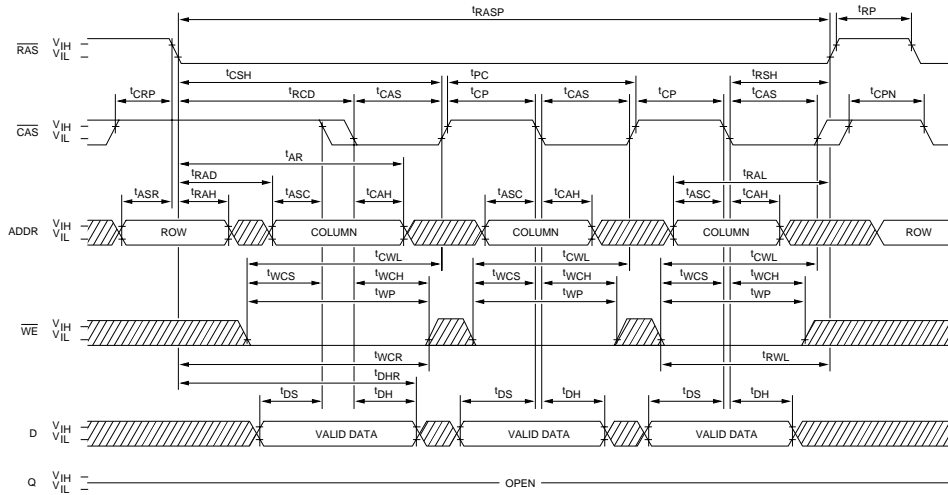 tRASP tRP
RAS VIH VIL
tCSH tPC tRSH
tCRP tRCD tCAS tCP tCAS tCP tCAS tCPN
CAS VIH VIL
tAR
tRAD tRAL
tASR tRAH tASC tCAH tASC tCAH tASC tCAH
ADDR VIH VIL ROW COLUMN COLUMN COLUMN ROW
tCWL tCWL tCWL
tWCS tWCH tWCS tWCH tWCS tWCH
tWP tWP tWP
WE VIH VIL
tWCR tRWL
tDHR
tDS tDH tDS tDH tDS tDH
D VIH VIL VALID DATA VALID DATA VALID DATA
Q VIH VIL OPEN